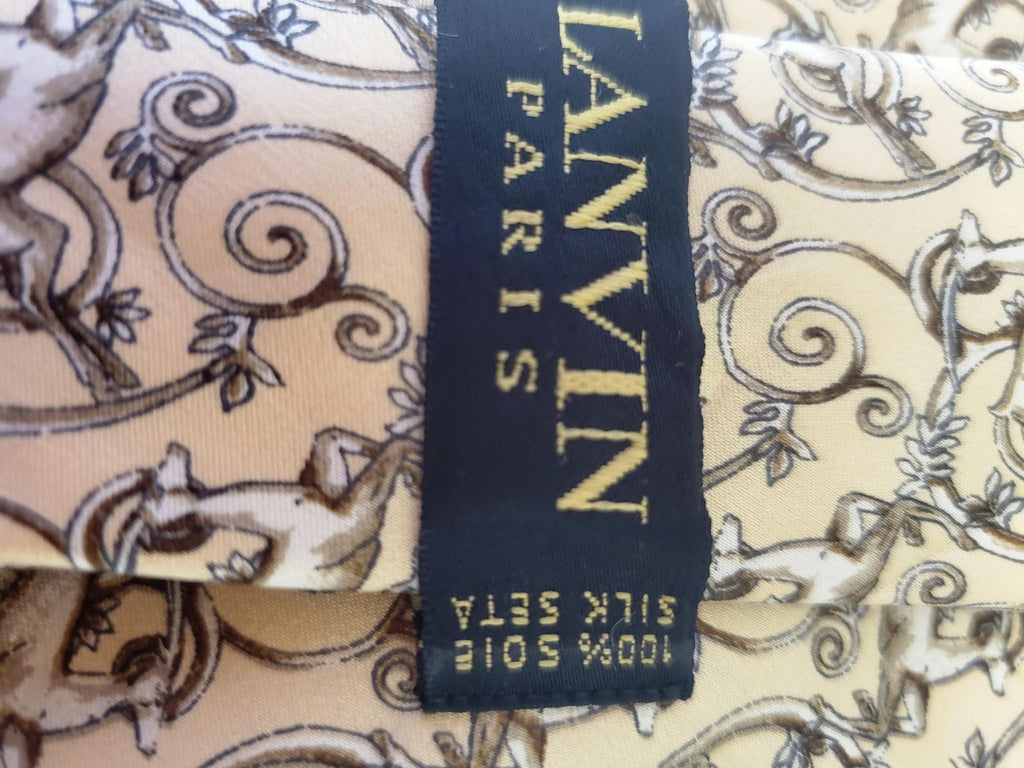 LANVIN
PARIS
100% SOIE
SILK SETA